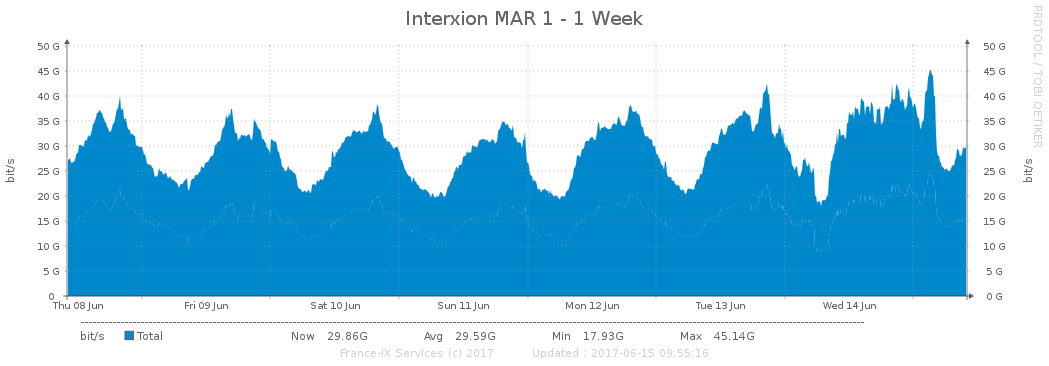 Interxion MAR 1 - 1 Week
RRDTOOL / TOBI OETIKER
50 G 50 G
45 G 45 G
40 G 40 G
35 G 35 G
30 G 30 G
25 G 25 G
20 G 20 G
15 G 15 G
10 G 10 G
5 G 5 G
0 0 G
bit/s bit/s
Thu 08 Jun Fri 09 Jun Sat 10 Jun Sun 11 Jun Mon 12 Jun Tue 13 Jun Wed 14 Jun
bit/s Total Now 29.86G Avg 29.59G Min 17.93G Max 45.14G
France-IX Services (c) 2017 Updated : 2017-06-15 09:55:16